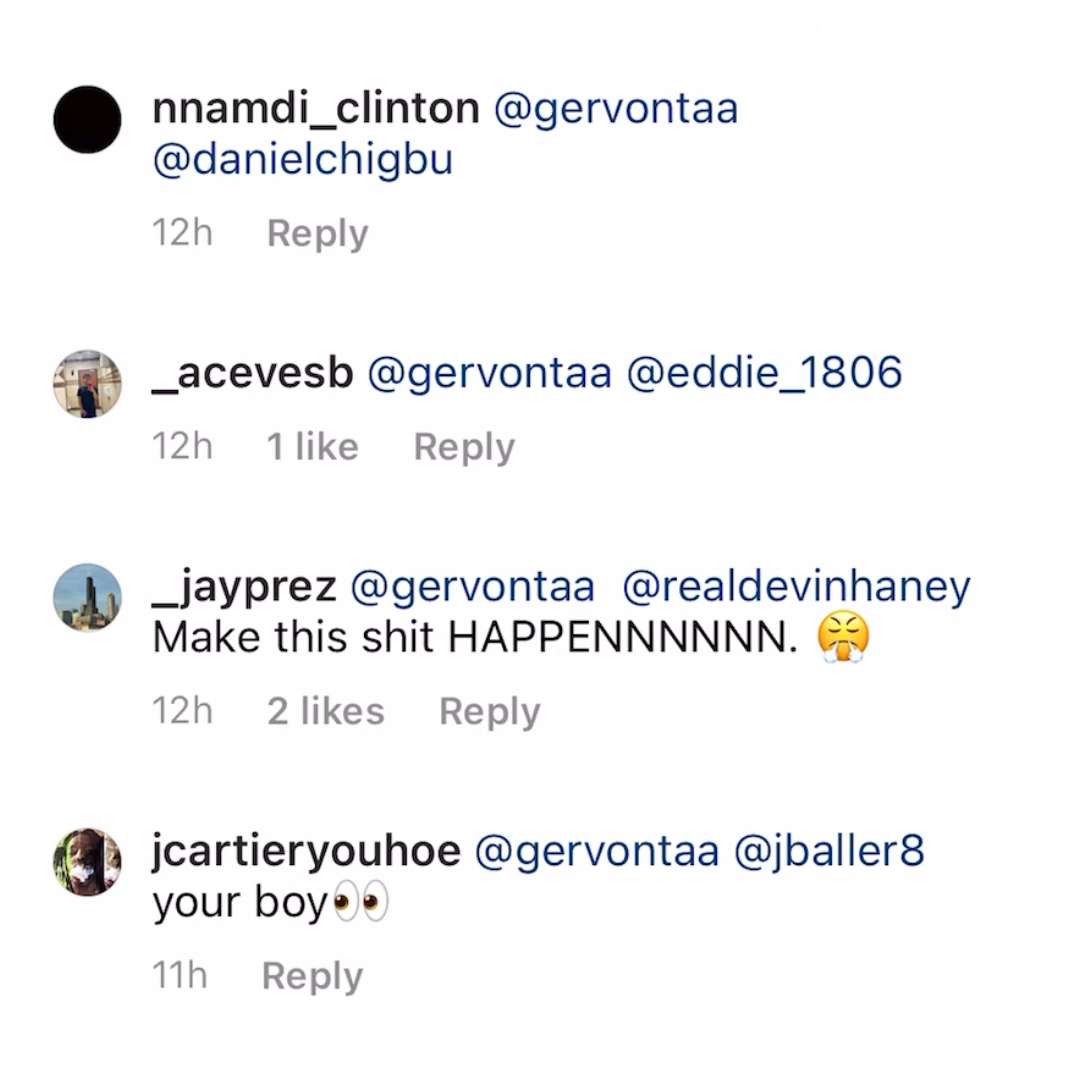 nnamdi_clinton @gervontaa
@danielchigbu
12h Reply
_acevesb @gervontaa @eddie_1806
12h 1 like Reply
_jayprez @gervontaa @realdevinhaney
Make this shit HAPPENNNNNN. 😤
12h 2 likes Reply
jcartieryouhoe @gervontaa @jballer8
your boy👀
11h Reply